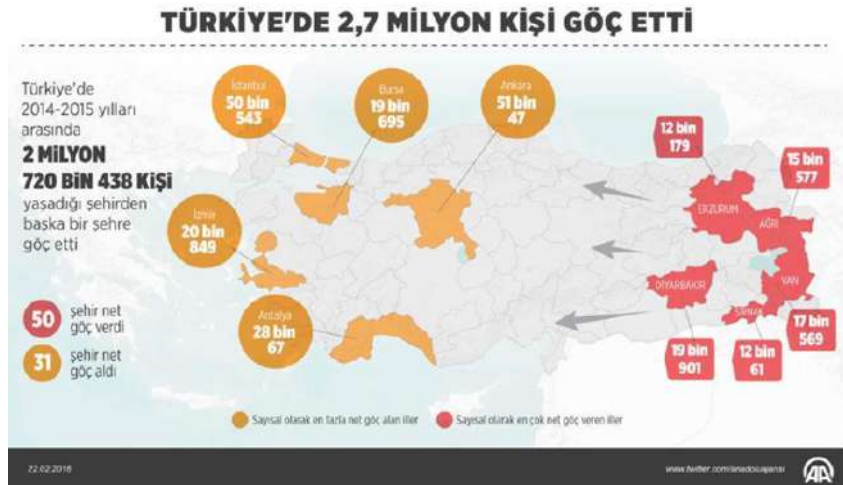 TÜRKİYE'DE 2,7 MİLYON KİŞİ GÖÇ ETTİ
Türkiye'de
2014-2015 yılları
arasında
2 MİLYON
720 BİN 438 KİŞİ
yaşadığı şehirden
başka bir şehre
göç etti
50
şehir net
göç verdi
31
şehir net
göç aldı
İstanbul
50 bin
543
Bursa
19 bin
695
Ankara
51 bin
47
İzmir
20 bin
849
Antalya
28 bin
67
12 bin
179
15 bin
577
ERZURUM
AĞRI
DİYARBAKIR
VAN
ŞIRNAK
19 bin
901
12 bin
61
17 bin
569
Sayısal olarak en fazla net göç alan iller
Sayısal olarak en çok net göç veren iller
22.02.2016
www.twitter.com/anadoluajansi
AA